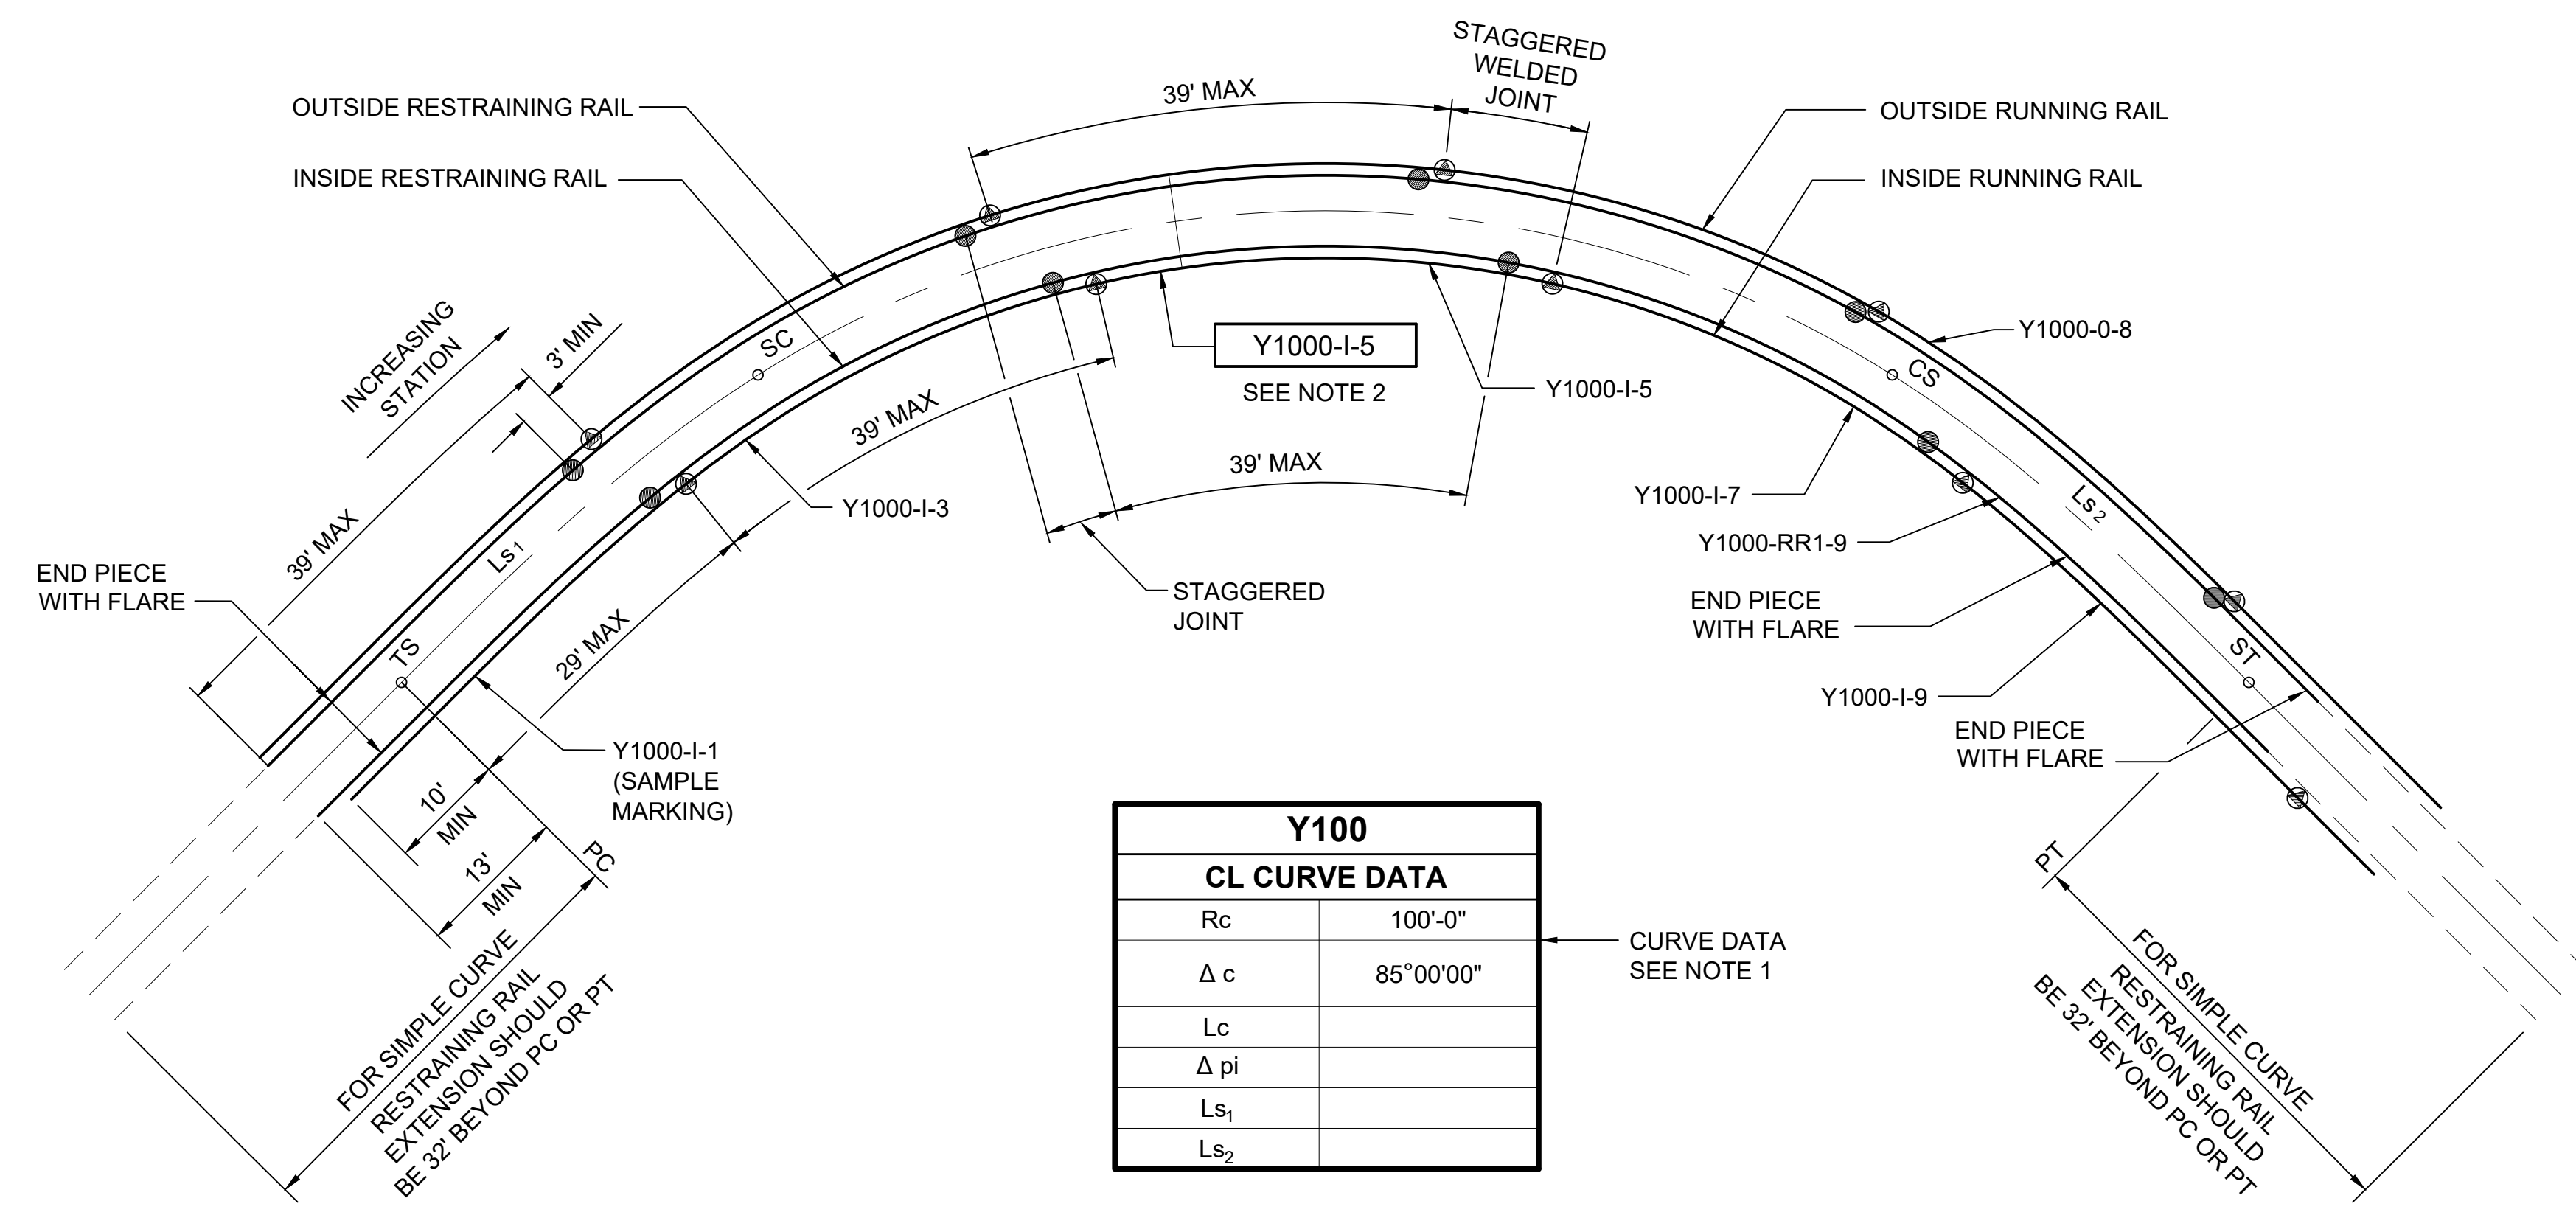 STAGGERED
WELDED
JOINT
39' MAX
OUTSIDE RESTRAINING RAIL
INSIDE RESTRAINING RAIL
OUTSIDE RUNNING RAIL
INSIDE RUNNING RAIL
INCREASING
STATION
3' MIN
SC
Y1000-I-5
SEE NOTE 2
Y1000-I-5
Y1000-0-8
CS
39' MAX
39' MAX
39' MAX
Y1000-I-3
Y1000-I-7
Ls2
Y1000-RR1-9
Ls1
END PIECE
WITH FLARE
STAGGERED
JOINT
END PIECE
WITH FLARE
TS
29' MAX
ST
Y1000-I-9
END PIECE
WITH FLARE
Y1000-I-1
(SAMPLE
MARKING)
10'
MIN
13'
MIN
PC
PT
FOR SIMPLE CURVE
RESTRAINING RAIL
EXTENSION SHOULD
BE 32' BEYOND PC OR PT
Y100
CL CURVE DATA
Rc 100'-0"
Δ c 85°00'00"
Lc
Δ pi
Ls1
Ls2
CURVE DATA
SEE NOTE 1
FOR SIMPLE CURVE
RESTRAINING RAIL
EXTENSION SHOULD
BE 32' BEYOND PC OR PT